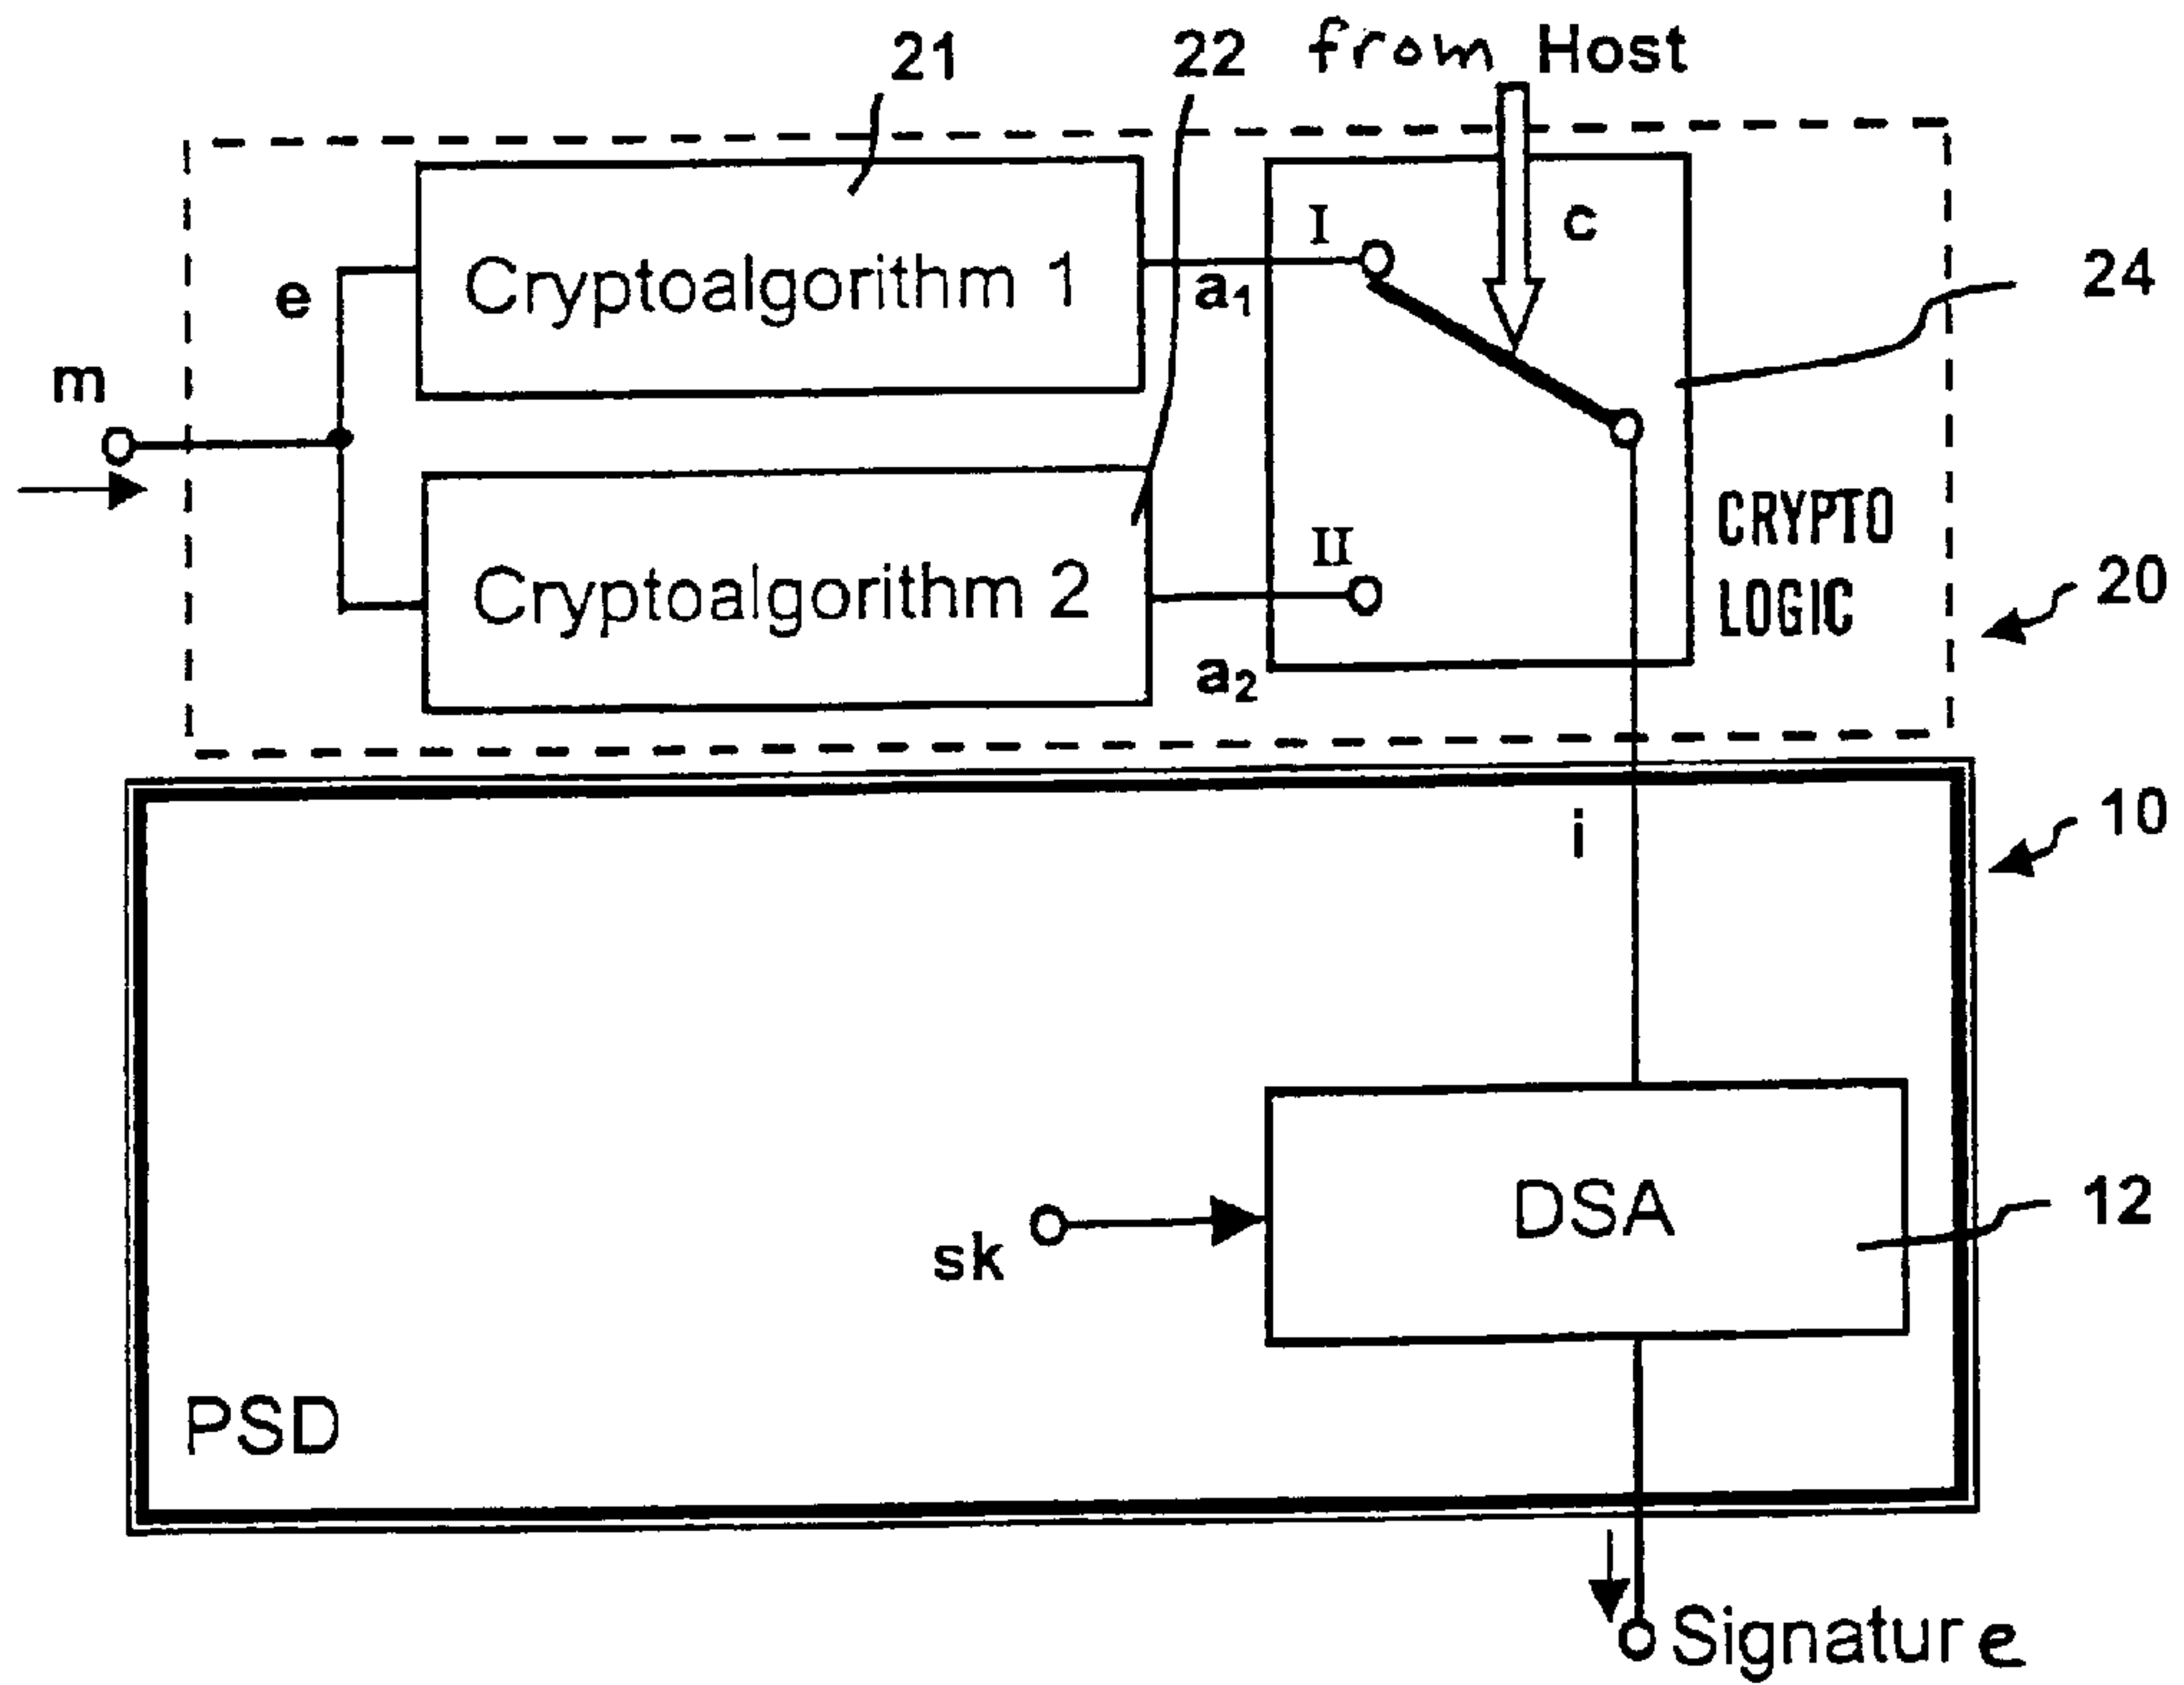 21
22
from Host
I
c
Cryptoalgorithm 1
e
a1
24
m
CRYPTO
LOGIC
II
Cryptoalgorithm 2
20
a2
10
i
DSA
12
sk
PSD
Signature